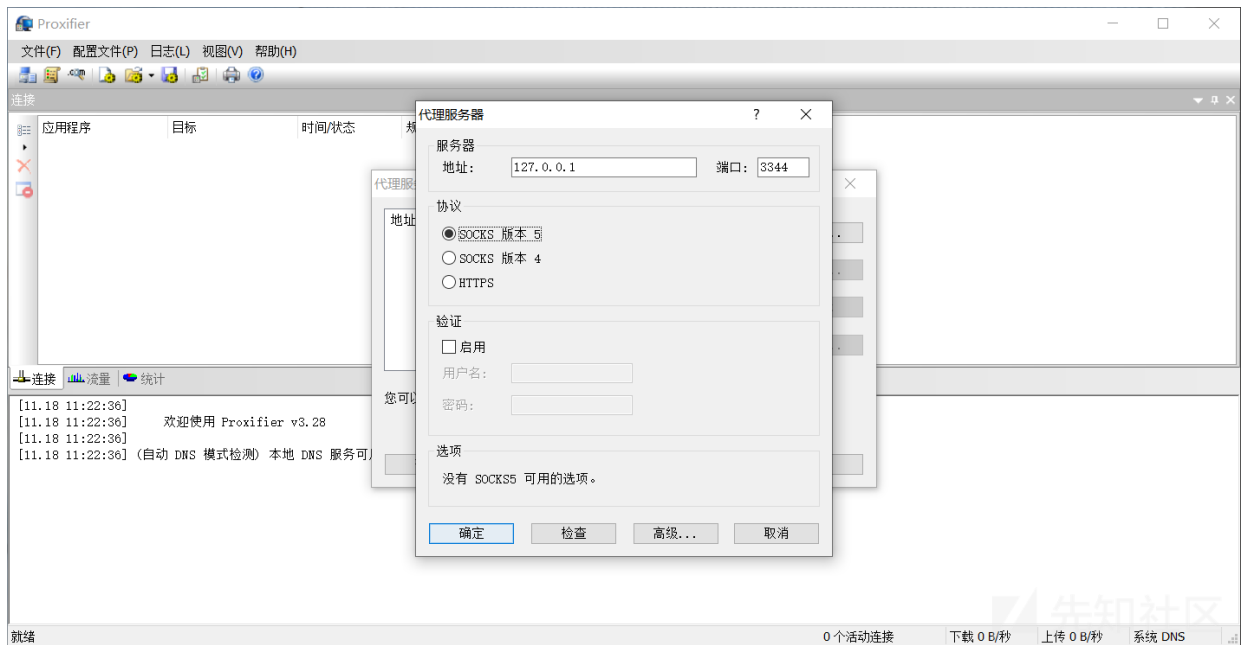 Proxifier
文件(F) 配置文件(P) 日志(L) 视图(V) 帮助(H)
连接
应用程序 目标 时间/状态
代理服务器 ?
服务器
地址: 127.0.0.1 端口: 3344
代理服
协议
地址
SOCKS 版本 5
SOCKS 版本 4
HTTPS
验证
启用
用户名:
密码:
连接 流量 统计
您可以
[11.18 11:22:36]
[11.18 11:22:36] 欢迎使用 Proxifier v3.28
[11.18 11:22:36]
[11.18 11:22:36] (自动 DNS 模式检测) 本地 DNS 服务可
选项
没有 SOCKS5 可用的选项。
确定 检查 高级... 取消
先知社区
就绪 0 个活动连接 下载 0 B/秒 上传 0 B/秒 系统 DNS